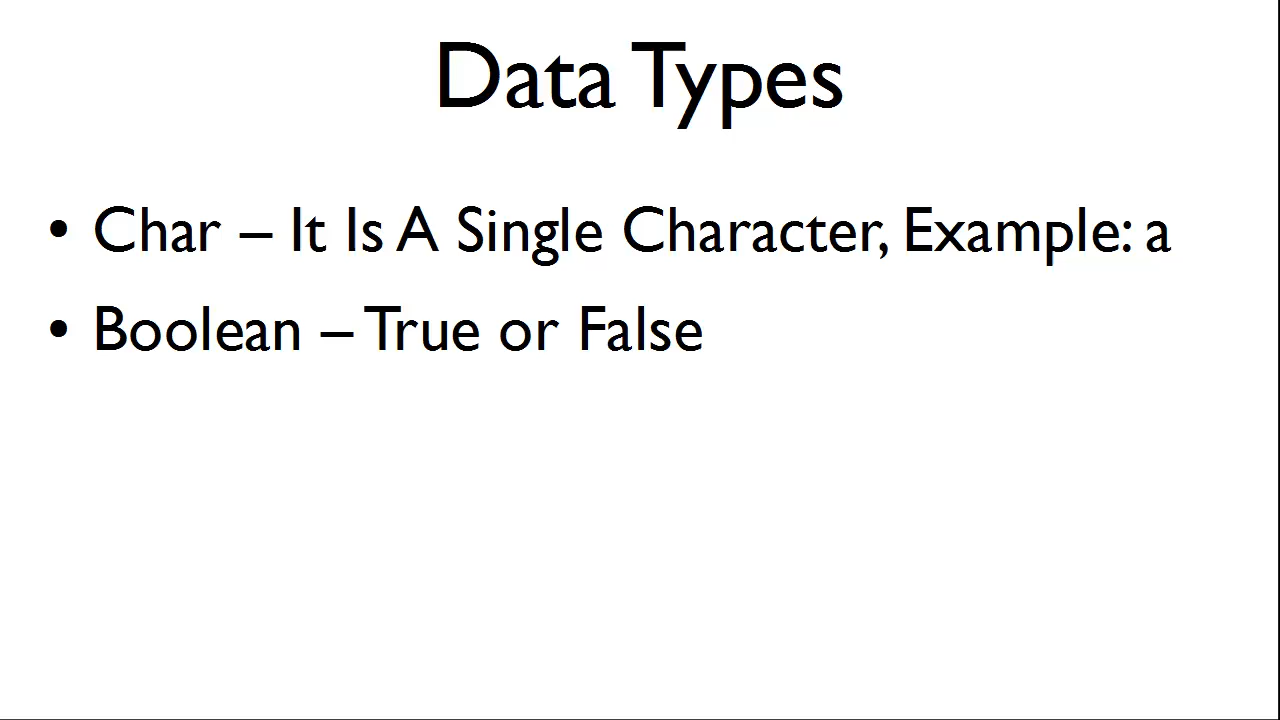 Data Types
• Char – It Is A Single Character, Example: a
• Boolean – True or False